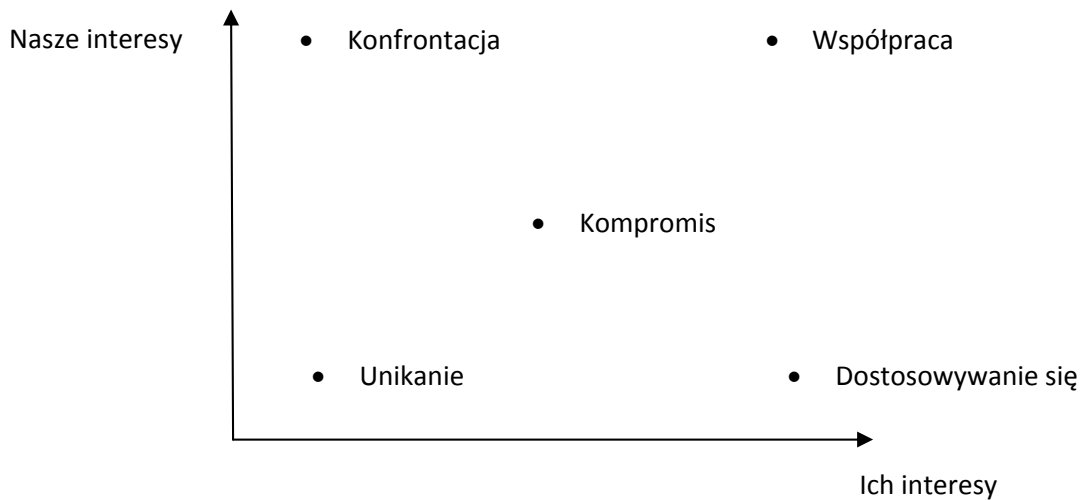 Nasze interesy
• Konfrontacja
• Współpraca
• Kompromis
• Unikanie
• Dostosowywanie się
Ich interesy